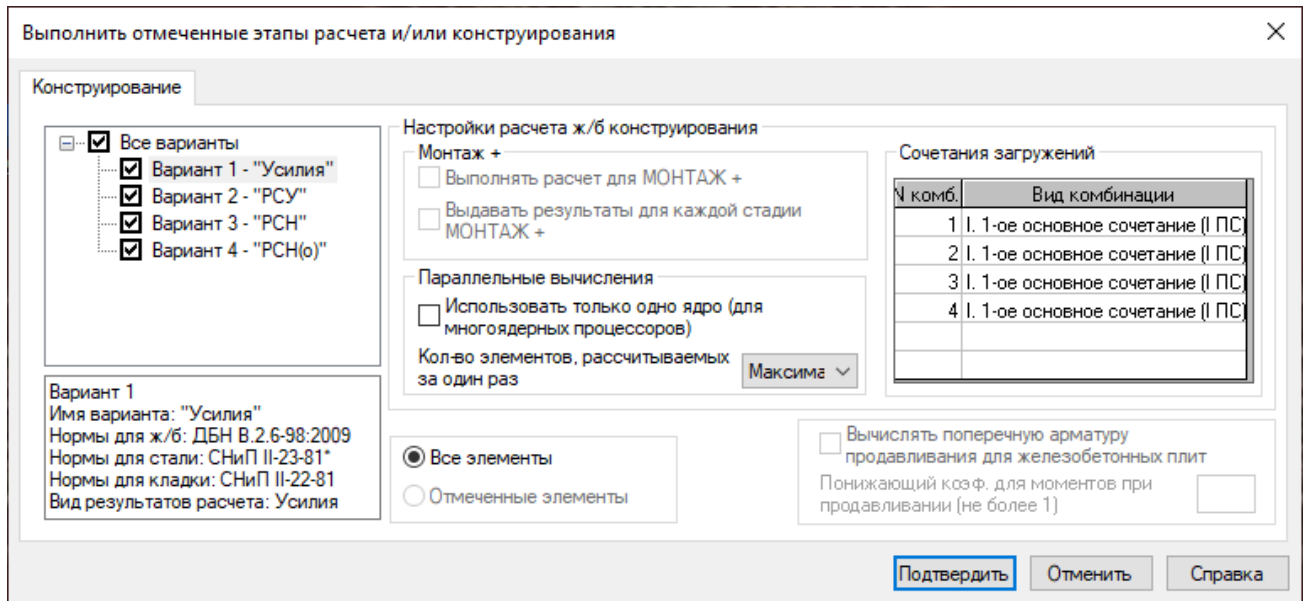 Выполнить отмеченные этапы расчета и/или конструирования
Конструирование
Все варианты
Вариант 1 - "Усилия"
Вариант 2 - "РСУ"
Вариант 3 - "РСН"
Вариант 4 - "РСН(о)"
Вариант 1
Имя варианта: "Усилия"
Нормы для ж/б: ДБН В.2.6-98:2009
Нормы для стали: СНиП II-23-81*
Нормы для кладки: СНиП II-22-81
Вид результатов расчета: Усилия
Настройки расчета ж/б конструирования
Монтаж +
Выполнять расчет для МОНТАЖ +
Выдавать результаты для каждой стадии
МОНТАЖ +
Параллельные вычисления
Использовать только одно ядро (для
многоядерных процессоров)
Кол-во элементов, рассчитываемых
за один раз
Максима
Сочетания загружений
N комб. Вид комбинации
1 I. 1-ое основное сочетание (I ПС)
2 I. 1-ое основное сочетание (I ПС)
3 I. 1-ое основное сочетание (I ПС)
4 I. 1-ое основное сочетание (I ПС)
Все элементы
Отмеченные элементы
Вычислять поперечную арматуру
продавливания для железобетонных плит
Понижающий коэф. для моментов при
продавливании (не более 1)
Подтвердить
Отменить
Справка